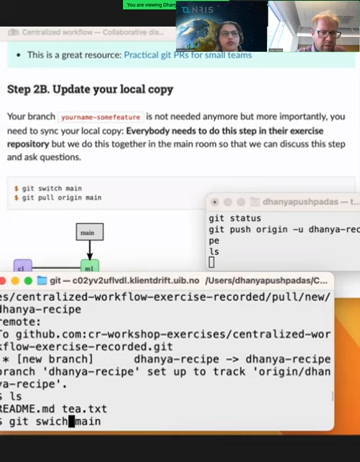 You are viewing Dhany
NRIS
Centralized workflow — Collaborative dis...
• This is a great resource: Practical git PRs for small teams
Step 2B. Update your local copy
Your branch yourname-somefeature is not needed anymore but more importantly, you
need to sync your local copy: Everybody needs to do this step in their exercise
repository but we do this together in the main room so that we can discuss this step
and ask questions.
$ git switch main
$ git pull origin main
main
c1
m1
dhanyapushpadas — t...
git status
git push origin -u dhanya-rec
pe
ls
git — c02yv2uflvdl.klientdrift.uib.no
/Users/dhanyapushpadas/C...
es/centralized-workflow-exercise-recorded/pull/new/
dhanya-recipe
remote:
To github.com:cr-workshop-exercises/centralized-wor
kflow-exercise-recorded.git
* [new branch] dhanya-recipe -> dhanya-recipe
branch 'dhanya-recipe' set up to track 'origin/dhan
ya-recipe'.
$ ls
README.md tea.txt
$ git swich main